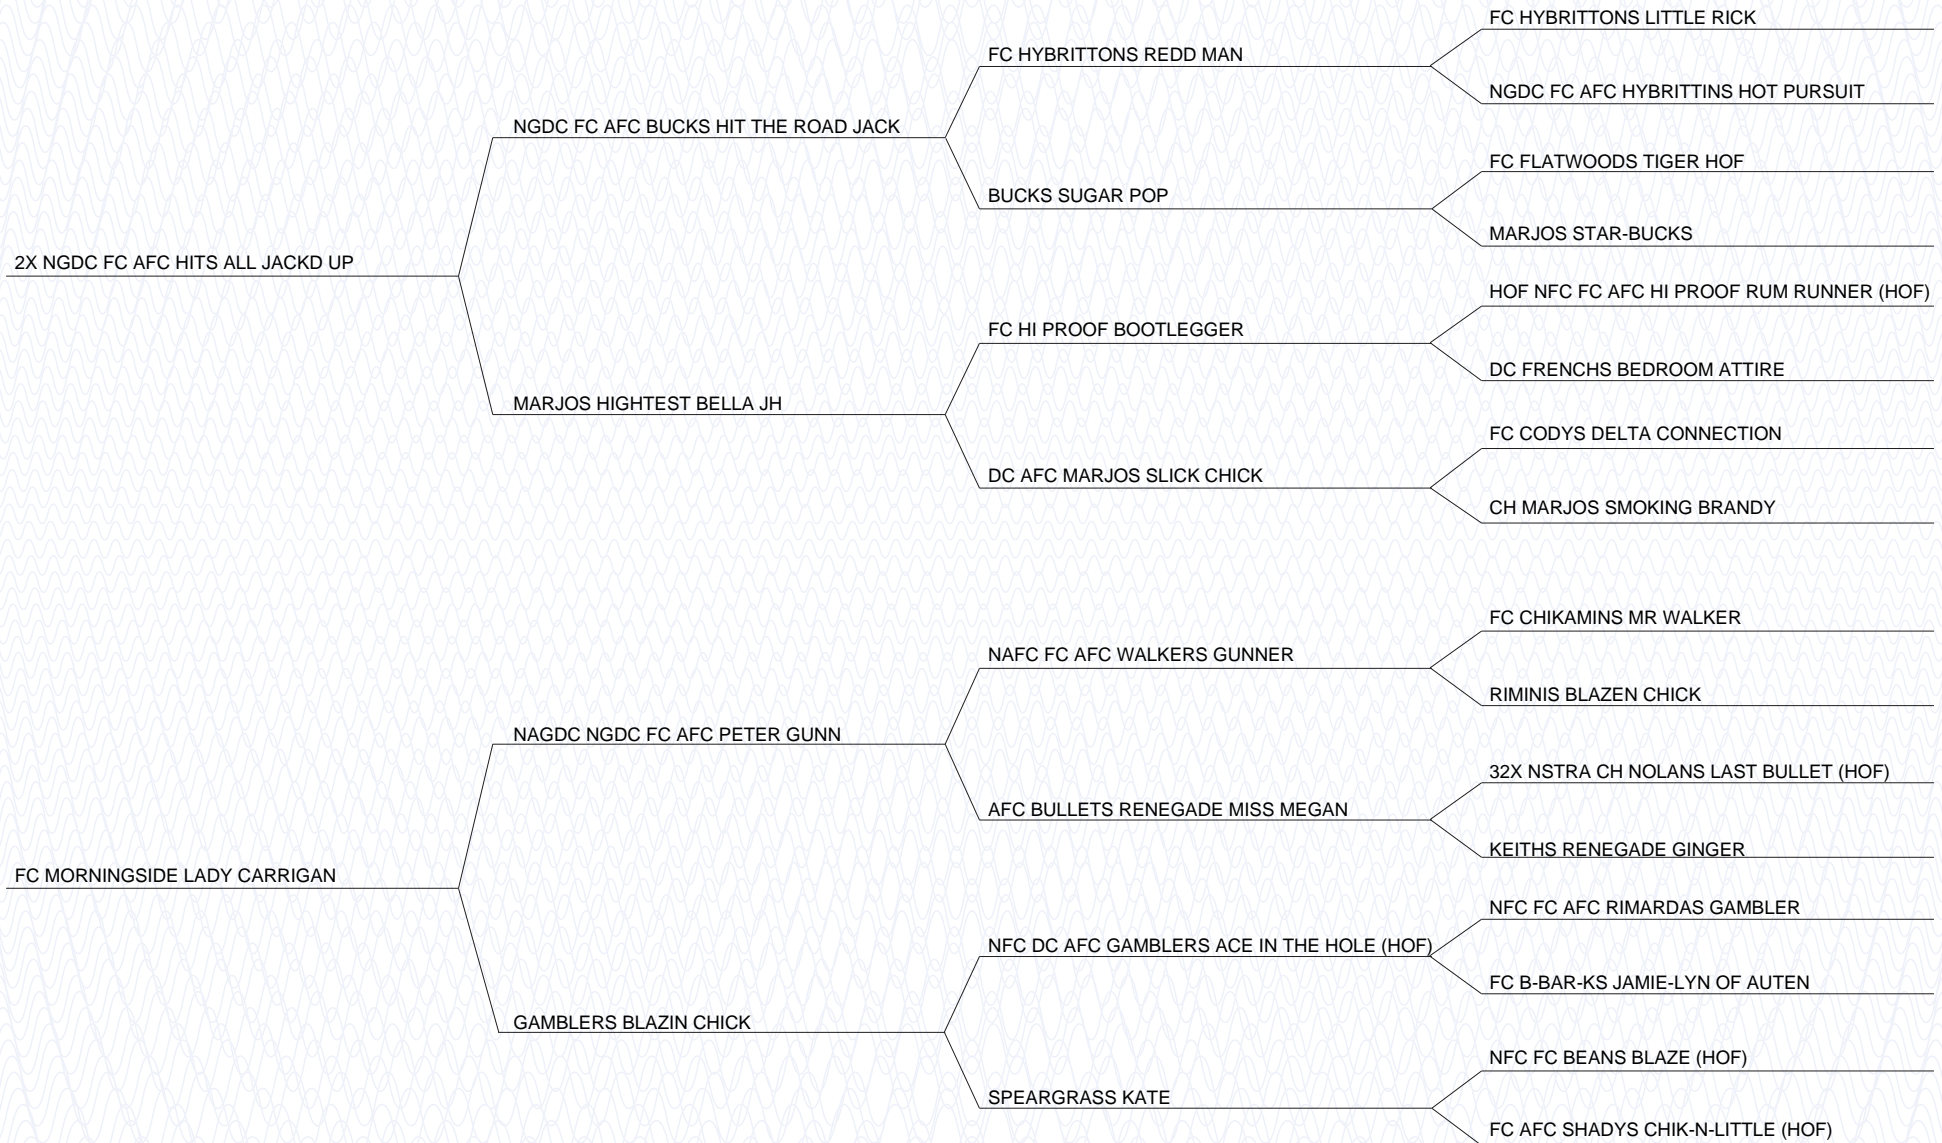 FC HYBRITTONS LITTLE RICK
FC HYBRITTONS REDD MAN
NGDC FC AFC HYBRITTINS HOT PURSUIT
NGDC FC AFC BUCKS HIT THE ROAD JACK
FC FLATWOODS TIGER HOF
BUCKS SUGAR POP
MARJOS STAR-BUCKS
2X NGDC FC AFC HITS ALL JACKD UP
HOF NFC FC AFC HI PROOF RUM RUNNER (HOF)
FC HI PROOF BOOTLEGGER
DC FRENCHS BEDROOM ATTIRE
MARJOS HIGHTEST BELLA JH
FC CODYS DELTA CONNECTION
DC AFC MARJOS SLICK CHICK
CH MARJOS SMOKING BRANDY
FC CHIKAMINS MR WALKER
NAFC FC AFC WALKERS GUNNER
RIMINIS BLAZEN CHICK
NAGDC NGDC FC AFC PETER GUNN
32X NSTRA CH NOLANS LAST BULLET (HOF)
AFC BULLETS RENEGADE MISS MEGAN
KEITHS RENEGADE GINGER
FC MORNINGSIDE LADY CARRIGAN
NFC FC AFC RIMARDAS GAMBLER
NFC DC AFC GAMBLERS ACE IN THE HOLE (HOF)
FC B-BAR-KS JAMIE-LYN OF AUTEN
GAMBLERS BLAZIN CHICK
NFC FC BEANS BLAZE (HOF)
SPEARGRASS KATE
FC AFC SHADYS CHIK-N-LITTLE (HOF)